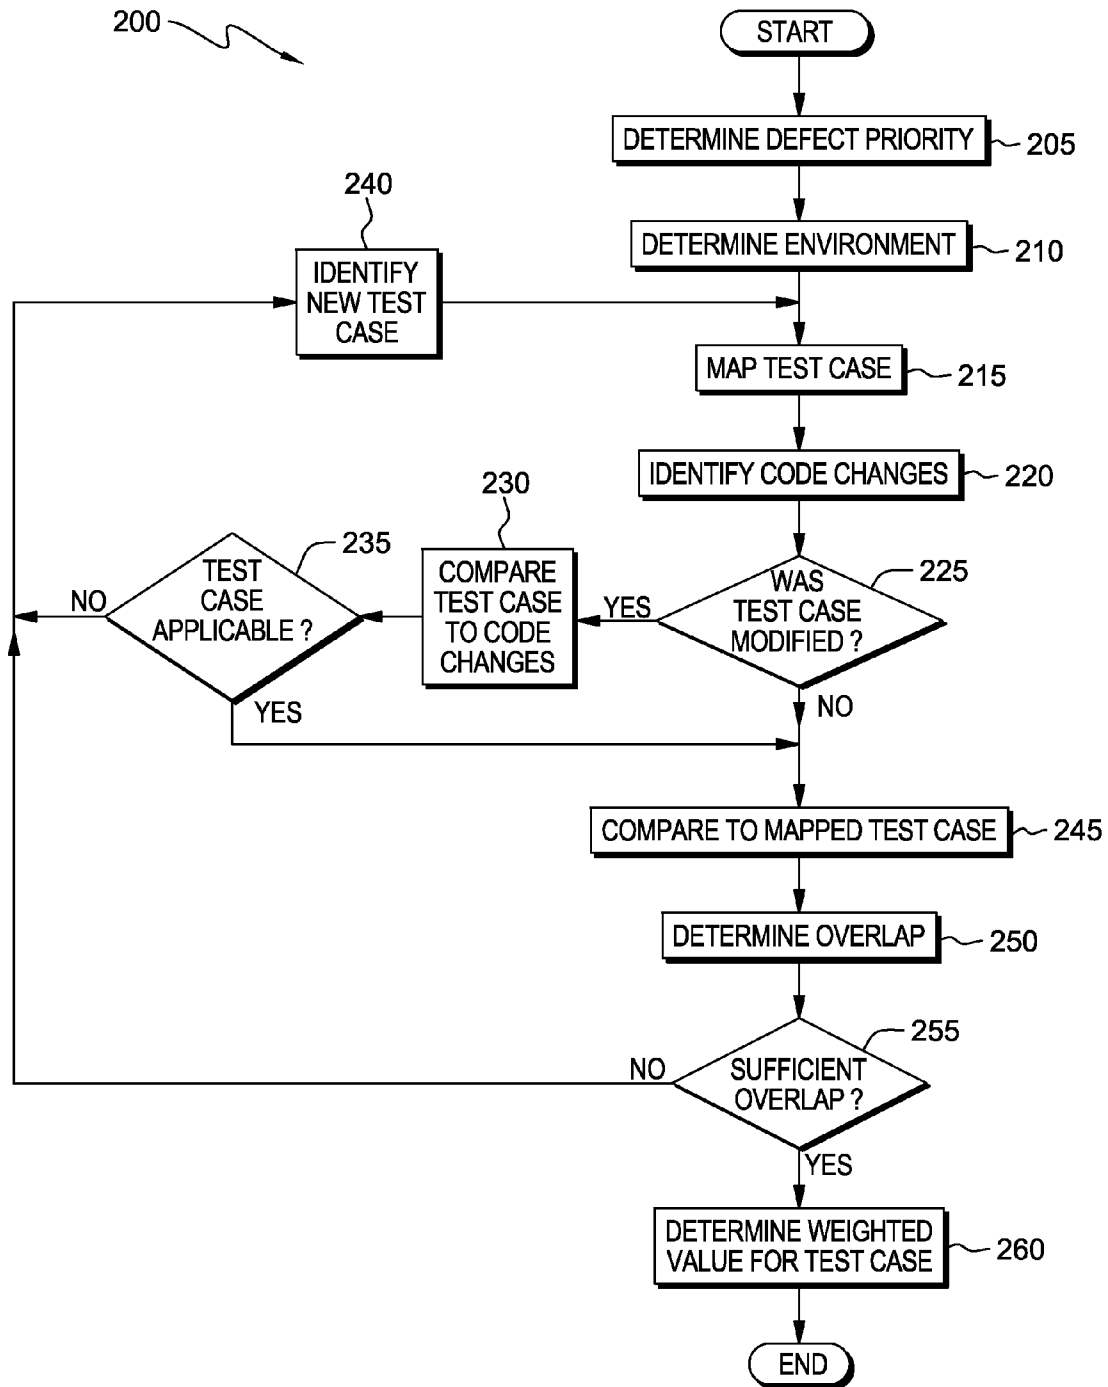 200
START
DETERMINE DEFECT PRIORITY
205
240
DETERMINE ENVIRONMENT
210
IDENTIFY
NEW TEST
CASE
MAP TEST CASE
215
IDENTIFY CODE CHANGES
220
230
235
TEST
CASE
APPLICABLE ?
NO
YES
COMPARE
TEST CASE
TO CODE
CHANGES
YES
WAS
TEST CASE
MODIFIED ?
225
NO
COMPARE TO MAPPED TEST CASE
245
DETERMINE OVERLAP
250
255
NO
SUFFICIENT
OVERLAP ?
YES
DETERMINE WEIGHTED
VALUE FOR TEST CASE
260
END